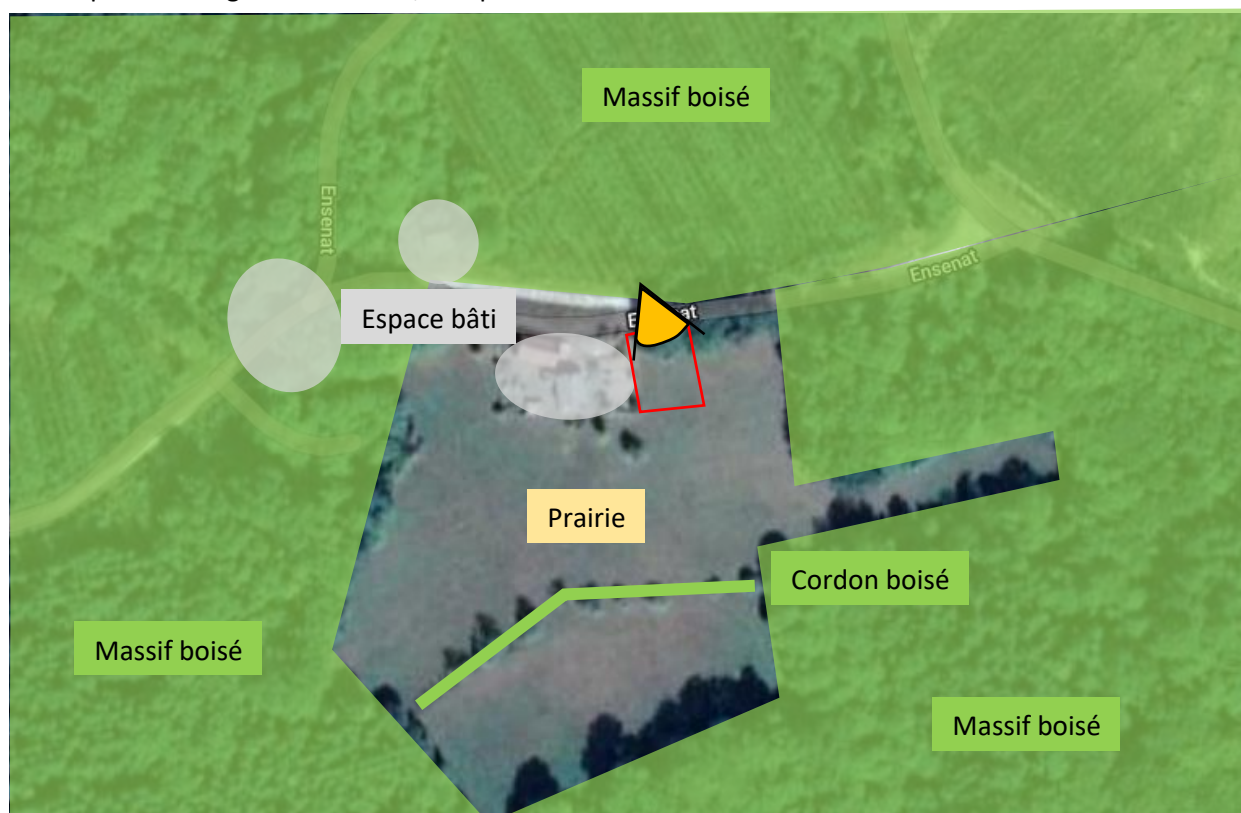 Massif boisé
Ensenat
Ensenat
Espace bâti
Prairie
Cordon boisé
Massif boisé
Massif boisé